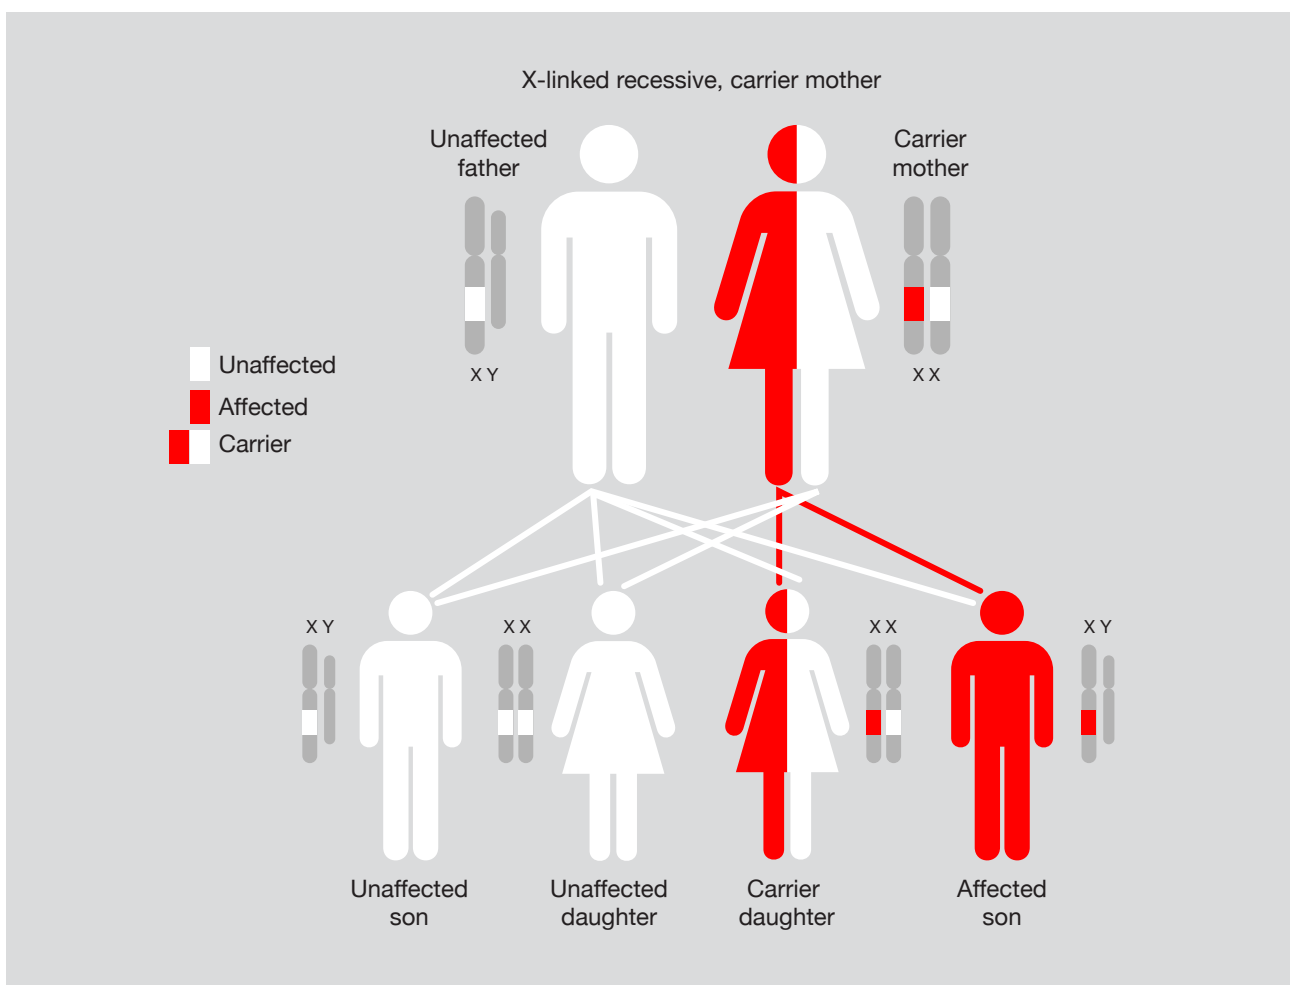 X-linked recessive, carrier mother
Unaffected
father
Carrier
mother
X Y
X X
Unaffected
Affected
Carrier
X Y
X X
X X
X Y
Unaffected
son
Unaffected
daughter
Carrier
daughter
Affected
son